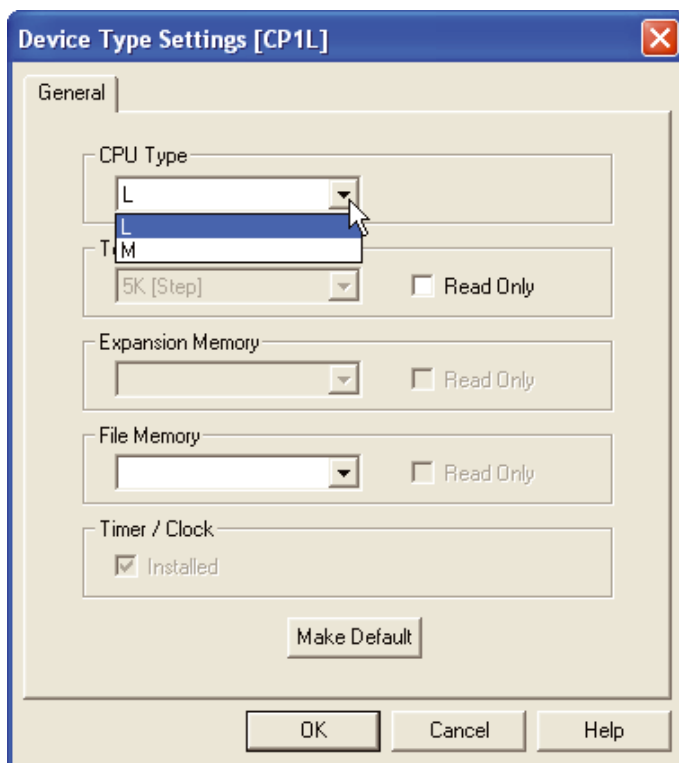 Device Type Settings [CP1L]
General
CPU Type
L
L
M
5K [Step]
Read Only
Expansion Memory
Read Only
File Memory
Read Only
Timer / Clock
Installed
Make Default
OK
Cancel
Help